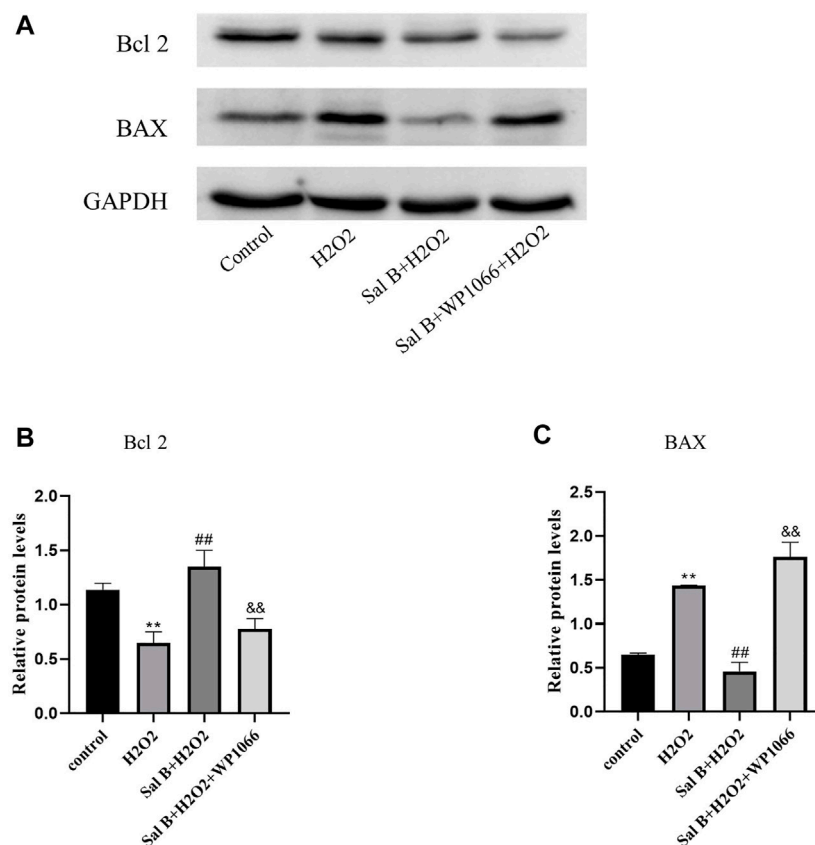 A
Bcl 2
BAX
GAPDH
Control
H2O2
Sal B+H2O2
Sal B+WP1066+H2O2
B
Bcl 2
Relative protein levels
2.0
1.5
1.0
0.5
0.0
**
##
&&
control
H2O2
Sal B+H2O2
Sal B+H2O2+WP1066
C
BAX
Relative protein levels
2.5
2.0
1.5
1.0
0.5
0.0
**
##
&&
control
H2O2
Sal B+H2O2
Sal B+H2O2+WP1066